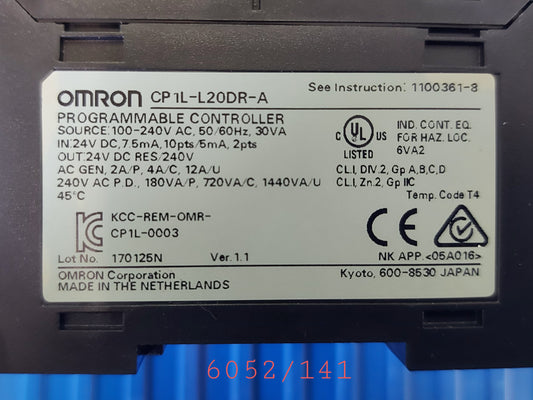 OMRON CP1L-L20DR-A See Instruction: 1100361-8
PROGRAMMABLE CONTROLLER
SOURCE:100-240V AC, 50/60Hz, 30VA
IN:24V DC, 7.5mA, 10pts/5mA, 2pts
OUT:24V DC RES/240V
AC GEN, 2A/P, 4A/C, 12A/U
240V AC P.D., 180VA/P, 720VA/C, 1440VA/U
45°C
C UL US
LISTED
IND. CONT. EQ.
FOR HAZ. LOC.
6VA2
CL.I, DIV.2, Gp A,B,C,D
CL.I, Zn.2, Gp IIC
Temp. Code T4
KCC-REM-OMR-
CP1L-0003
CE
Lot No. 170125N Ver.1.1 NK APP.<05A016>
OMRON Corporation Kyoto, 600-8530 JAPAN
MADE IN THE NETHERLANDS
6052/141